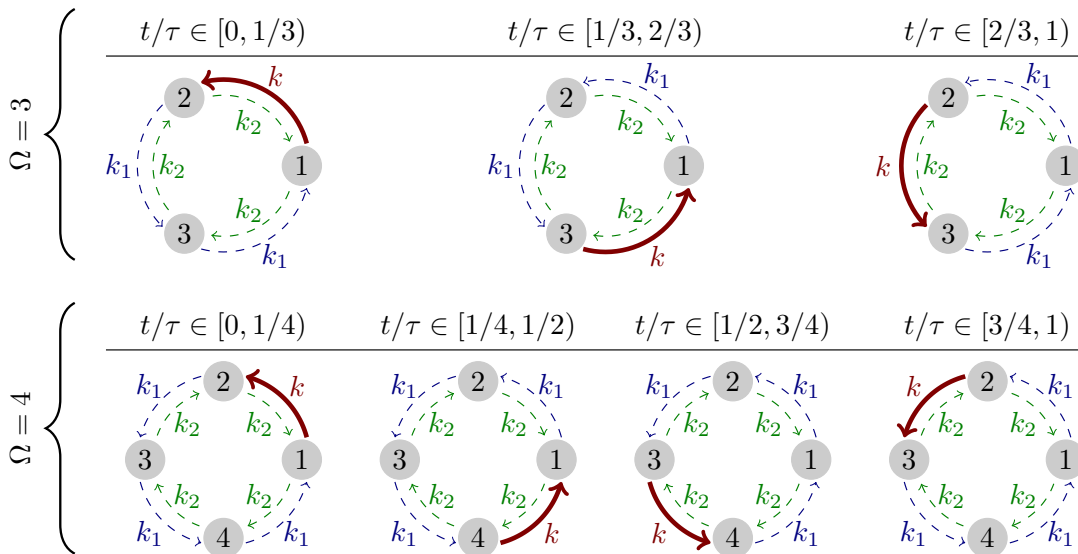 Ω = 3
t/τ ∈ [0, 1/3)
k
2
k₂
k₁ k₂ 1
k₂
3
k₁
t/τ ∈ [1/3, 2/3)
k₁
2
k₂
k₁ k₂ 1
k₂
3
k
t/τ ∈ [2/3, 1)
k₁
2
k₂
k k₂ 1
k₂
3
k₁
Ω = 4
t/τ ∈ [0, 1/4)
2
k₁ k
k₂ k₂
3 1
k₂ k₂
k₁ k₁
4
t/τ ∈ [1/4, 1/2)
2
k₁ k₁
k₂ k₂
3 1
k₂ k₂
k₁ k
4
t/τ ∈ [1/2, 3/4)
2
k₁ k₁
k₂ k₂
3 1
k₂ k₂
k k₁
4
t/τ ∈ [3/4, 1)
2
k k₁
k₂ k₂
3 1
k₂ k₂
k₁ k₁
4